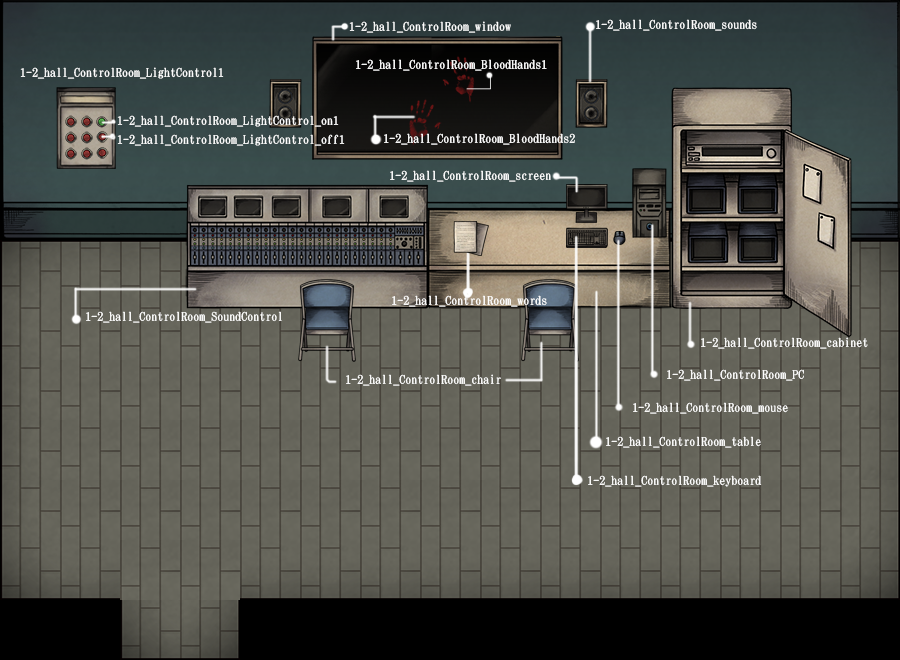 1-2_hall_ControlRoom_window
1-2_hall_ControlRoom_sounds
1-2_hall_ControlRoom_BloodHands1
1-2_hall_ControlRoom_LightControl1
1-2_hall_ControlRoom_LightControl_on1
1-2_hall_ControlRoom_LightControl_off1
1-2_hall_ControlRoom_BloodHands2
1-2_hall_ControlRoom_screen
1-2_hall_ControlRoom_words
1-2_hall_ControlRoom_SoundControl
1-2_hall_ControlRoom_cabinet
1-2_hall_ControlRoom_PC
1-2_hall_ControlRoom_chair
1-2_hall_ControlRoom_mouse
1-2_hall_ControlRoom_table
1-2_hall_ControlRoom_keyboard